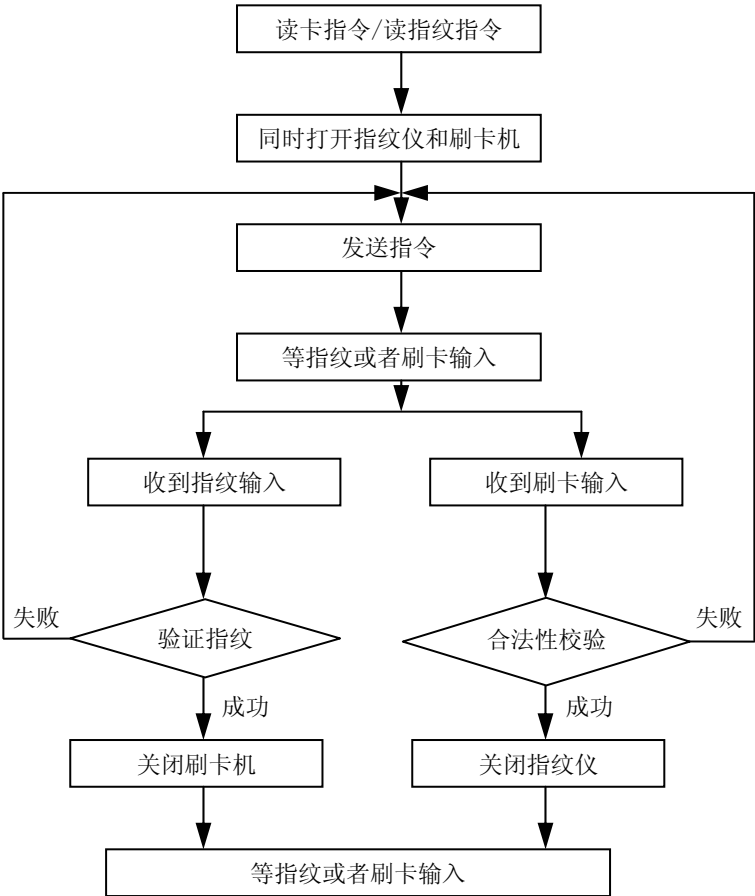 读卡指令/读指纹指令
同时打开指纹仪和刷卡机
发送指令
等指纹或者刷卡输入
收到指纹输入
收到刷卡输入
失败
验证指纹
合法性校验
失败
成功
成功
关闭刷卡机
关闭指纹仪
等指纹或者刷卡输入